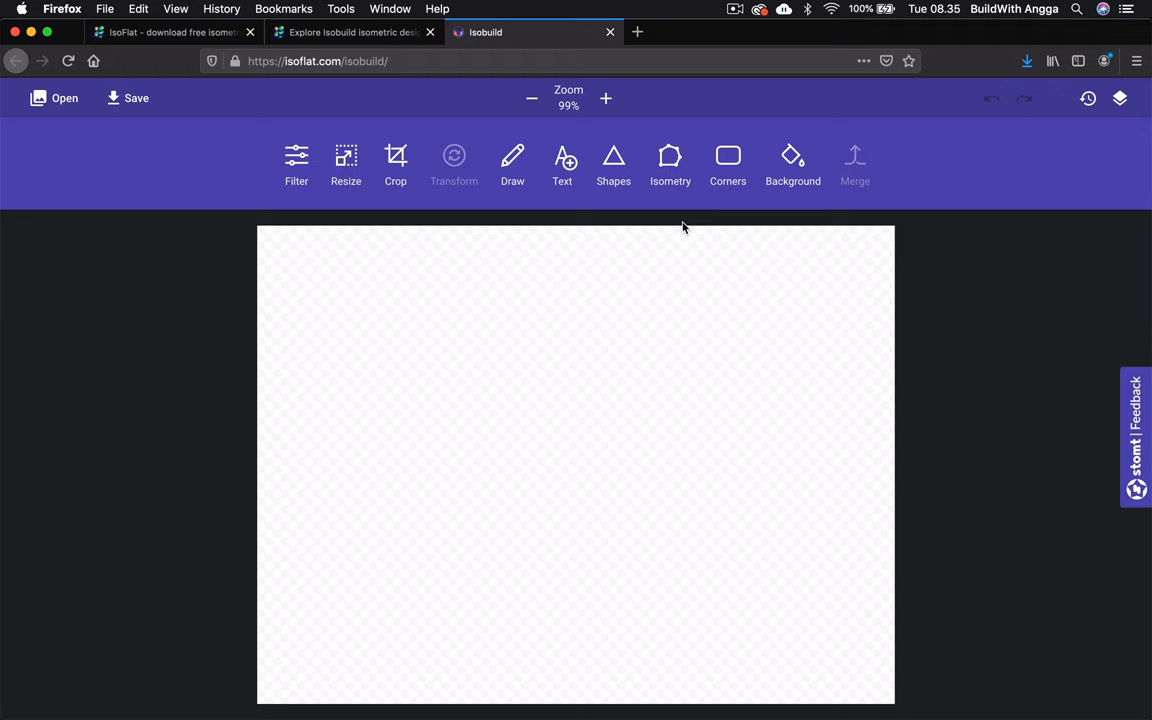 Firefox File Edit View History Bookmarks Tools Window Help 100% Tue 08.35 BuildWith Angga
IsoFlat - download free isomet Explore Isobuild isometric desi Isobuild
https://isoflat.com/isobuild/
Open Save Zoom
99%
Filter Resize Crop Transform Draw Text Shapes Isometry Corners Background Merge
stomt | Feedback